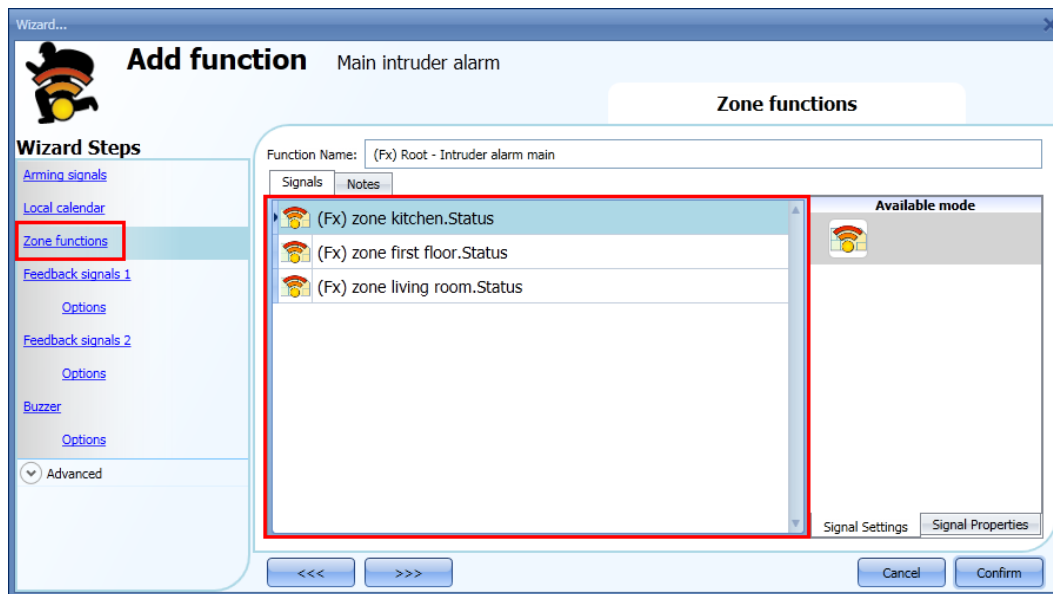 Wizard...
Add function Main intruder alarm
Zone functions
Wizard Steps
Arming signals
Local calendar
Zone functions
Feedback signals 1
Options
Feedback signals 2
Options
Buzzer
Options
Advanced
Function Name: (Fx) Root - Intruder alarm main
Signals Notes
(Fx) zone kitchen.Status
(Fx) zone first floor.Status
(Fx) zone living room.Status
Available mode
Signal Settings Signal Properties
<<< >>> Cancel Confirm